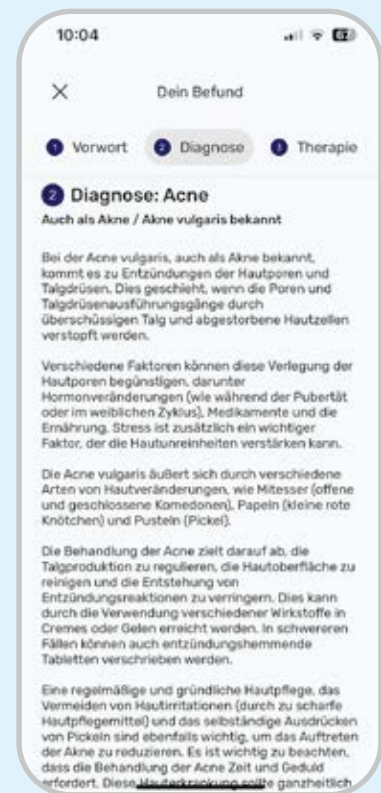 10:04
Dein Befund
1 Vorwort 2 Diagnose 3 Therapie
2 Diagnose: Acne
Auch als Akne / Akne vulgaris bekannt
Bei der Acne vulgaris, auch als Akne bekannt,
kommt es zu Entzündungen der Hautporen und
Talgdrüsen. Dies geschieht, wenn die Poren und
Talgdrüsenausführungsgänge durch
überschüssigen Talg und abgestorbene Hautzellen
verstopft werden.
Verschiedene Faktoren können diese Verlegung der
Hautporen begünstigen, darunter
Hormonveränderungen (wie während der Pubertät
oder im weiblichen Zyklus), Medikamente und die
Ernährung. Stress ist zusätzlich ein wichtiger
Faktor, der die Hautunreinheiten verstärken kann.
Die Acne vulgaris äußert sich durch verschiedene
Arten von Hautveränderungen, wie Mitesser (offene
und geschlossene Komedonen), Papeln (kleine rote
Knötchen) und Pusteln (Pickel).
Die Behandlung der Acne zielt darauf ab, die
Talgproduktion zu regulieren, die Hautoberfläche zu
reinigen und die Entstehung von
Entzündungsreaktionen zu verringern. Dies kann
durch die Verwendung verschiedener Wirkstoffe in
Cremes oder Gelen erreicht werden. In schwereren
Fällen können auch entzündungshemmende
Tabletten verschrieben werden.
Eine regelmäßige und gründliche Hautpflege, das
Vermeiden von Hautirritationen (durch zu scharfe
Hautpflegemittel) und das selbständige Ausdrücken
von Pickeln sind ebenfalls wichtig, um das Auftreten
der Akne zu reduzieren. Es ist wichtig zu beachten,
dass die Behandlung der Acne Zeit und Geduld
erfordert. Diese Hauterkrankung sollte ganzheitlich